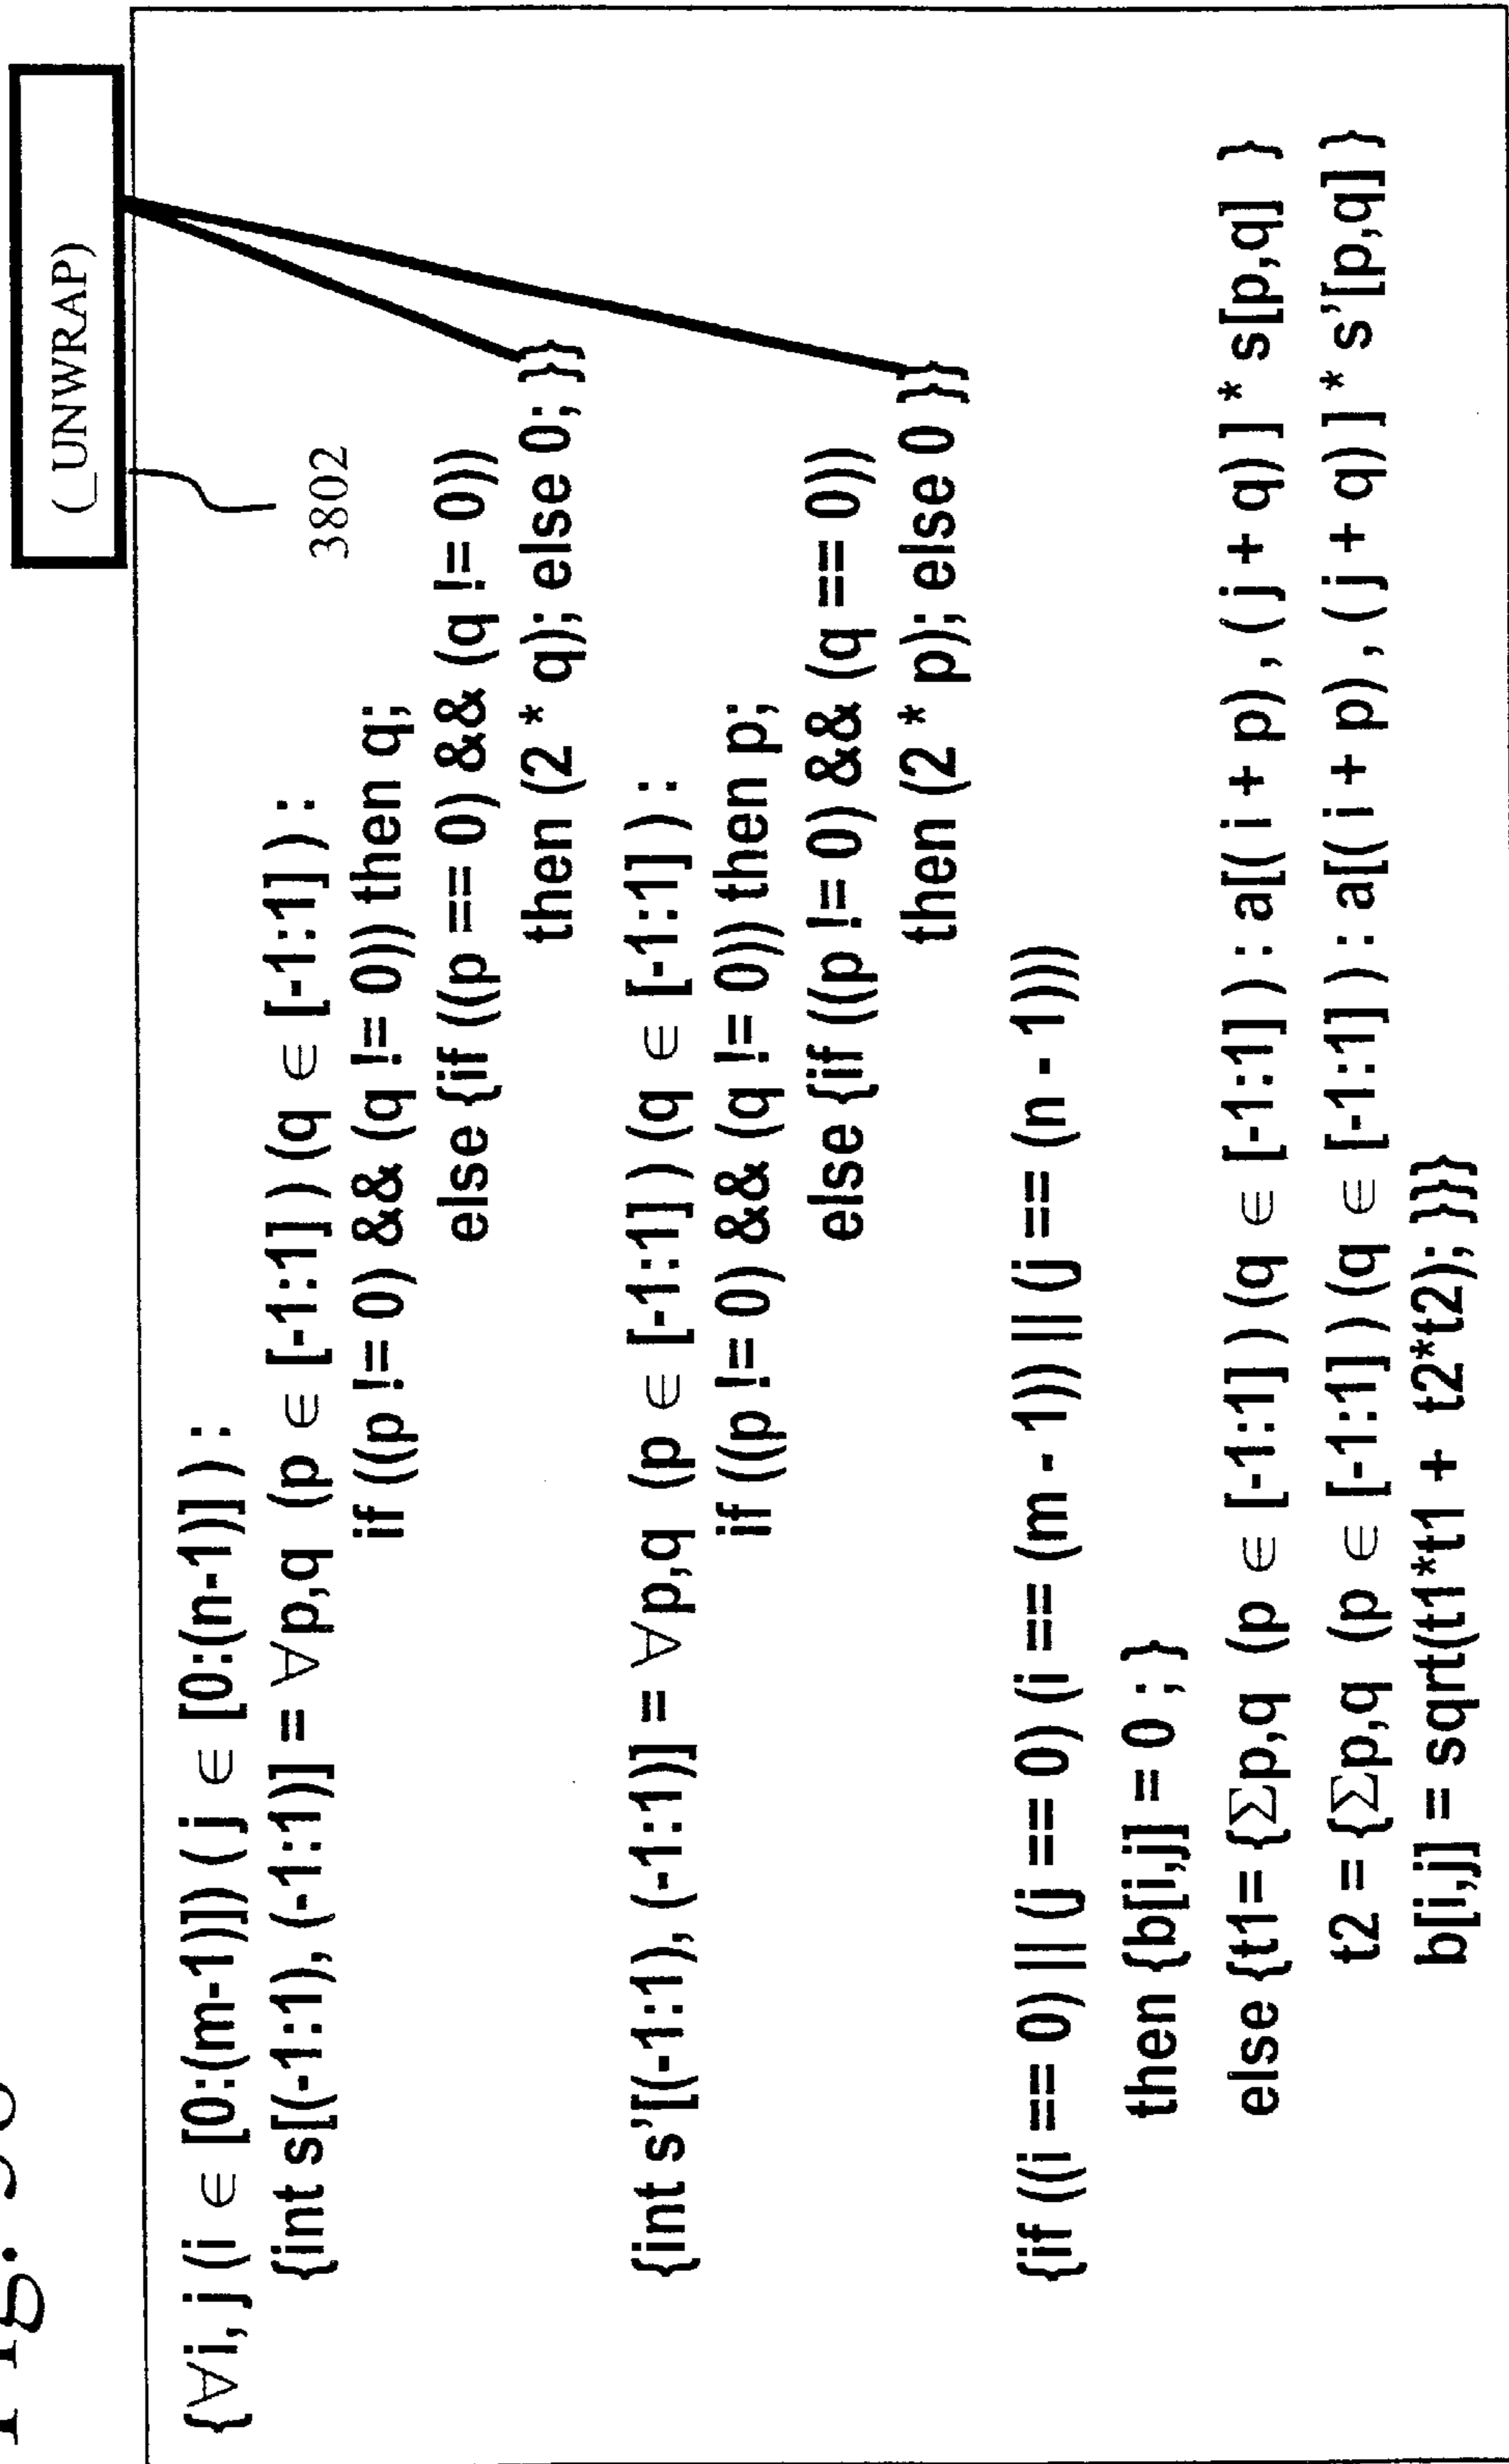 (_UNWRAP)
3802
{∀i, j (i ∈ [0:(m-1)]) ( j ∈ [0:(n-1)] ) :
{int s[(-1:1), (-1:1)] = ∀p,q (p ∈ [-1:1] ) (q ∈ [-1:1] ) :
if ((p != 0) && (q != 0)) then q;
else {if ((p == 0) && (q != 0))
then (2 * q); else 0; }}
{int s'[(-1:1), (-1:1)] = ∀p,q (p ∈ [-1:1] ) (q ∈ [-1:1] ) :
if ((p != 0) && (q != 0)) then p;
else {if ((p != 0) && (q == 0))
then (2 * p); else 0 }}
{if ((i == 0) || (j == 0) (i == (m - 1)) || (j == (n - 1)))
then {b[i,j] = 0 ; }
else {t1= {Σp,q (p ∈ [-1:1] ) (q ∈ [-1:1] ) : a[( i + p) , ( j + q) ] * s[p,q] }
t2 = {Σp,q (p ∈ [-1:1] ) (q ∈ [-1:1] ) : a[( i + p) , ( j + q) ] * s'[p,q] }
b[i,j] = sqrt(t1*t1 + t2*t2); }}}